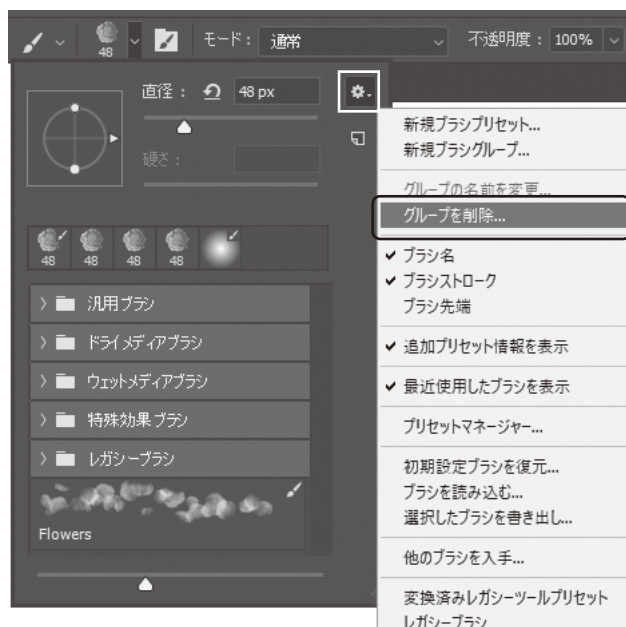 48 モード： 通常 不透明度： 100%
直径： 48 px
硬さ：
48 48 48 48
汎用ブラシ
ドライメディアブラシ
ウェットメディアブラシ
特殊効果ブラシ
レガシーブラシ
Flowers
新規ブラシプリセット...
新規ブラシグループ...
グループの名前を変更...
グループを削除...
ブラシ名
ブラシストローク
ブラシ先端
追加プリセット情報を表示
最近使用したブラシを表示
プリセットマネージャー...
初期設定ブラシを復元...
ブラシを読み込む...
選択したブラシを書き出し...
他のブラシを入手...
変換済みレガシーツールプリセット
レガシーブラシ